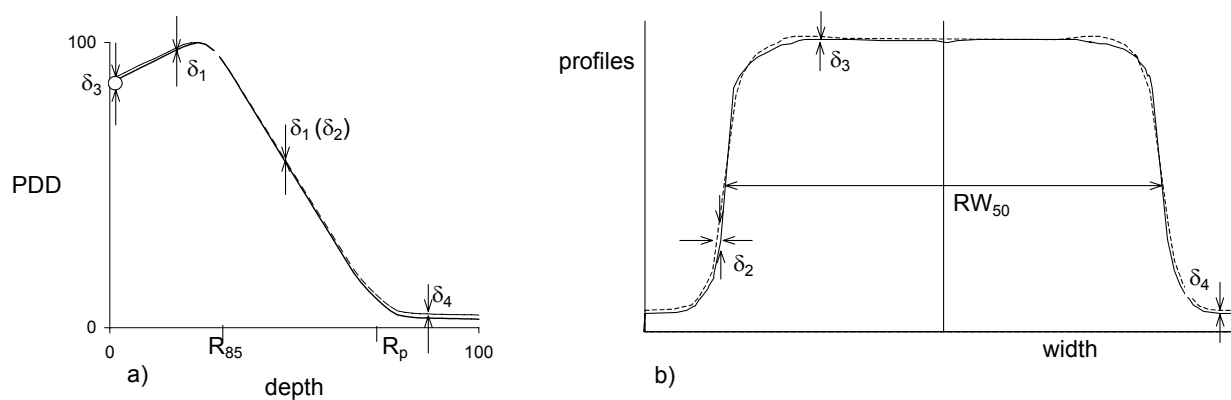 100
δ3
δ1
PDD
δ1 (δ2)
δ4
0
0
R85
Rp
100
a)
depth
profiles
δ3
RW50
δ2
δ4
width
b)